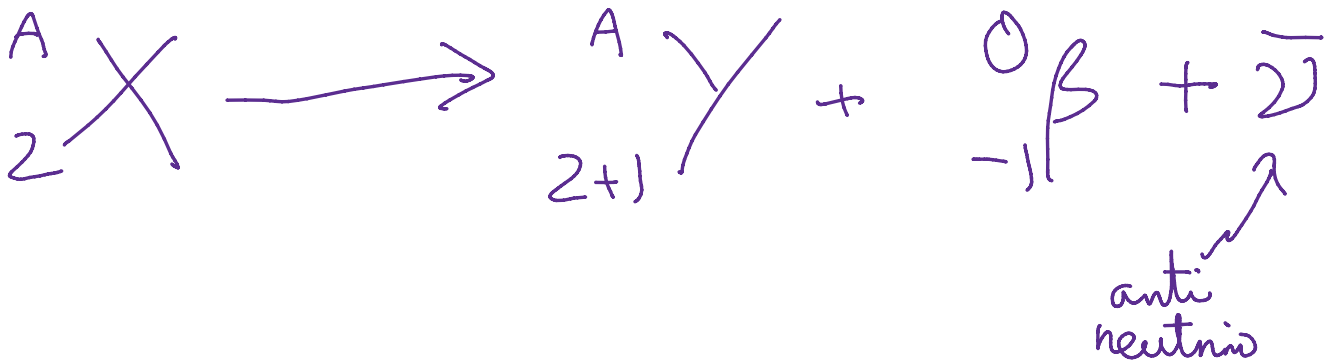 A X → A Y + 0 β + ν̄
Z Z+1 -1
anti
neutrino